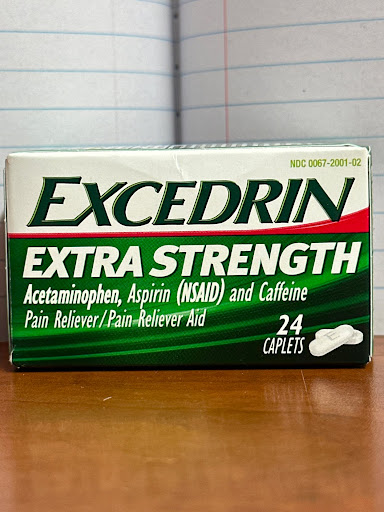 NDC 0067-2001-02
EXCEDRIN
EXTRA STRENGTH
Acetaminophen, Aspirin (NSAID) and Caffeine
Pain Reliever/Pain Reliever Aid
24
CAPLETS